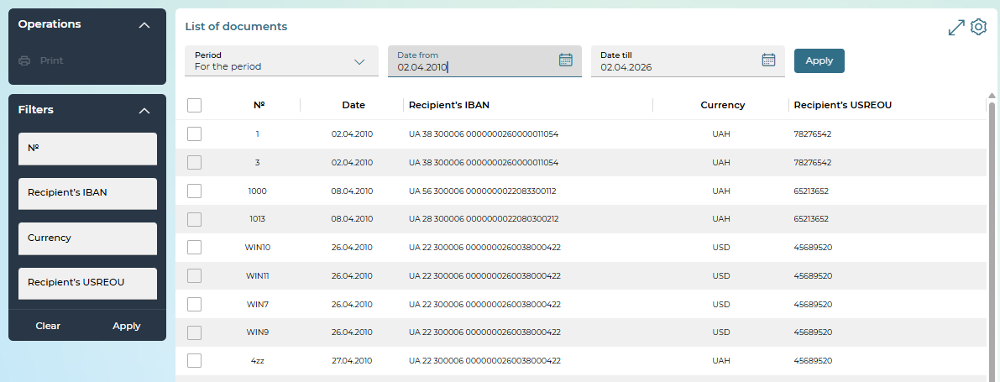 Operations
Print
Filters
№
Recipient's IBAN
Currency
Recipient's USREOU
Clear Apply
List of documents
Period
For the period
Date from
02.04.2010
Date till
02.04.2026
Apply
№ Date Recipient's IBAN Currency Recipient's USREOU
1 02.04.2010 UA 38 300006 0000000260000011054 UAH 78276542
3 02.04.2010 UA 38 300006 0000000260000011054 UAH 78276542
1000 08.04.2010 UA 56 300006 0000000022083300112 UAH 65213652
1013 08.04.2010 UA 28 300006 0000000022080300212 UAH 65213652
WIN10 26.04.2010 UA 22 300006 0000000260038000422 USD 45689520
WIN11 26.04.2010 UA 22 300006 0000000260038000422 USD 45689520
WIN7 26.04.2010 UA 22 300006 0000000260038000422 USD 45689520
WIN9 26.04.2010 UA 22 300006 0000000260038000422 USD 45689520
4zz 27.04.2010 UA 22 300006 0000000260038000422 UAH 45689520